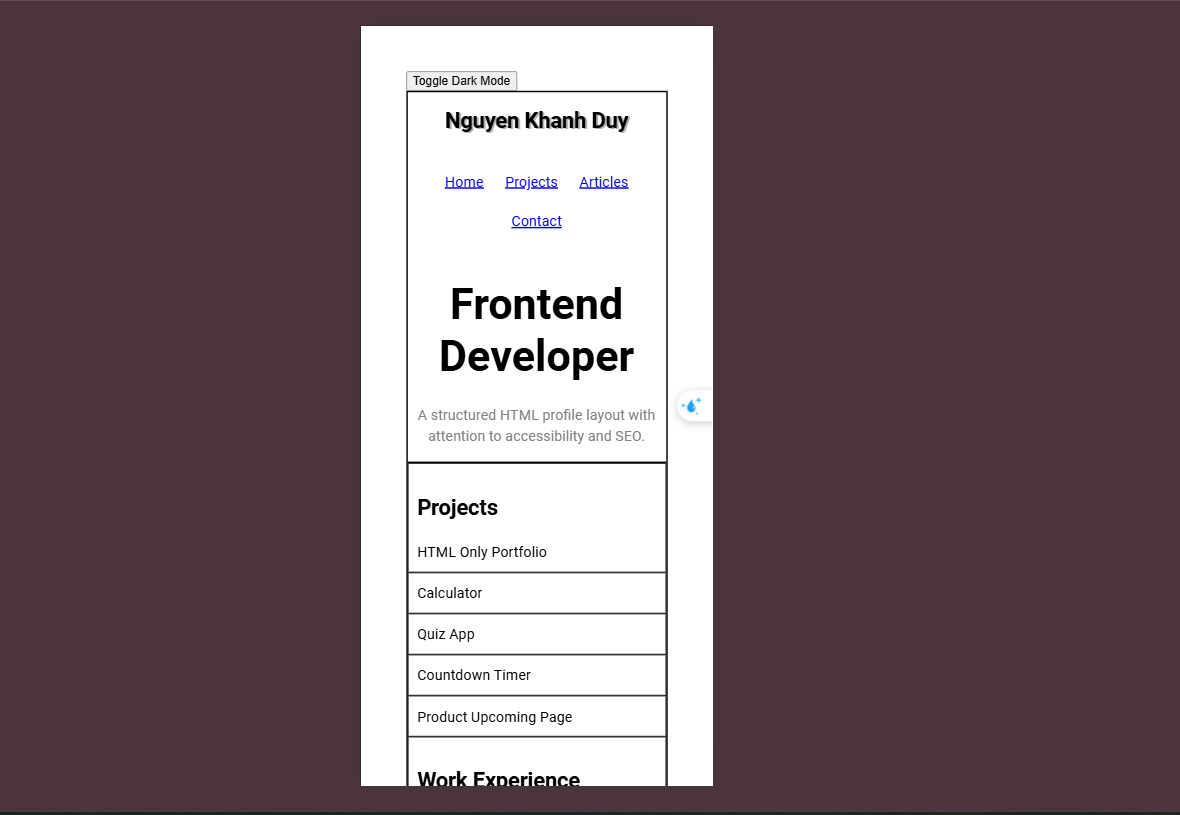 Toggle Dark Mode
Nguyen Khanh Duy
Home Projects Articles
Contact
Frontend
Developer
A structured HTML profile layout with
attention to accessibility and SEO.
Projects
HTML Only Portfolio
Calculator
Quiz App
Countdown Timer
Product Upcoming Page
Work Experience